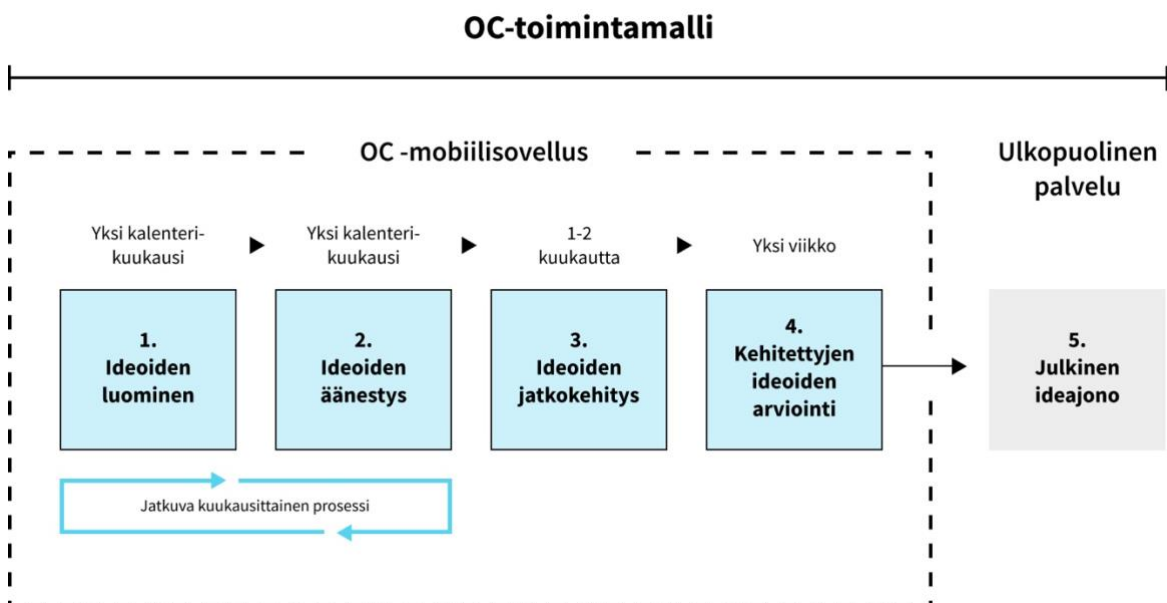 OC-toimintamalli
OC -mobiilisovellus
Ulkopuolinen
palvelu
Yksi kalenteri-
kuukausi
Yksi kalenteri-
kuukausi
1-2
kuukautta
Yksi viikko
1.
Ideoiden
luominen
2.
Ideoiden
äänestys
3.
Ideoiden
jatkokehitys
4.
Kehitettyjen
ideoiden
arviointi
5.
Julkinen
ideajono
Jatkuva kuukausittainen prosessi